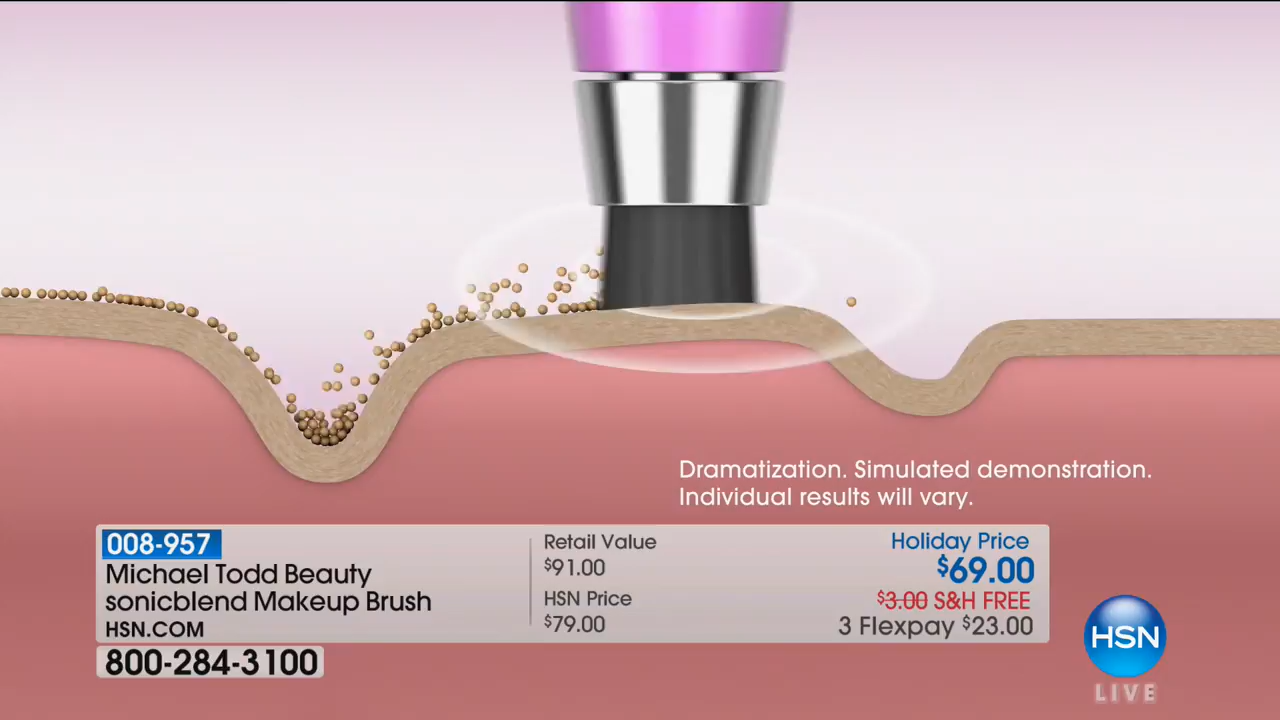 Dramatization. Simulated demonstration.
Individual results will vary.
008-957
Michael Todd Beauty
sonicblend Makeup Brush
HSN.COM
Retail Value
$91.00
HSN Price
$79.00
Holiday Price
$69.00
$3.00 S&H FREE
3 Flexpay $23.00
800-284-3100
HSN
LIVE